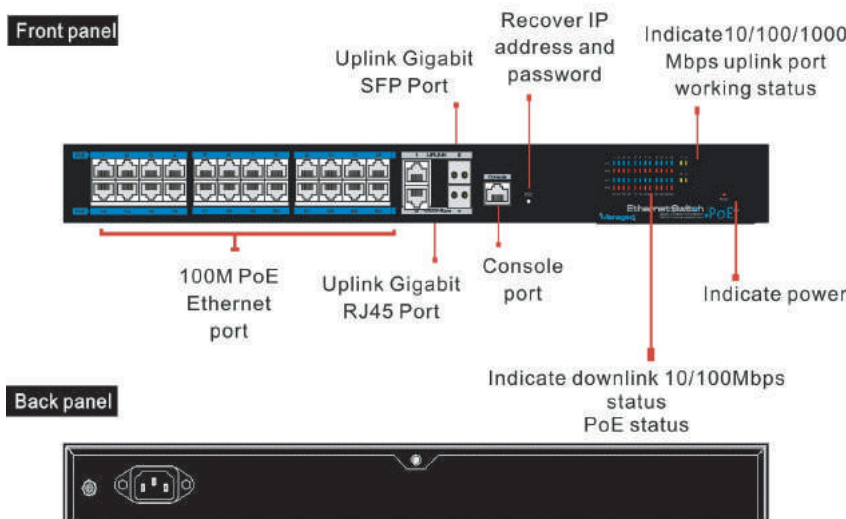 Front panel
Recover IP
address and
password
Indicate10/100/1000
Mbps uplink port
working status
Uplink Gigabit
SFP Port
UPLINK
Console
Ethernet Switch
Managed
+PoE
100M PoE
Ethernet
port
Uplink Gigabit
RJ45 Port
Console
port
Indicate power
Indicate downlink 10/100Mbps
status
PoE status
Back panel